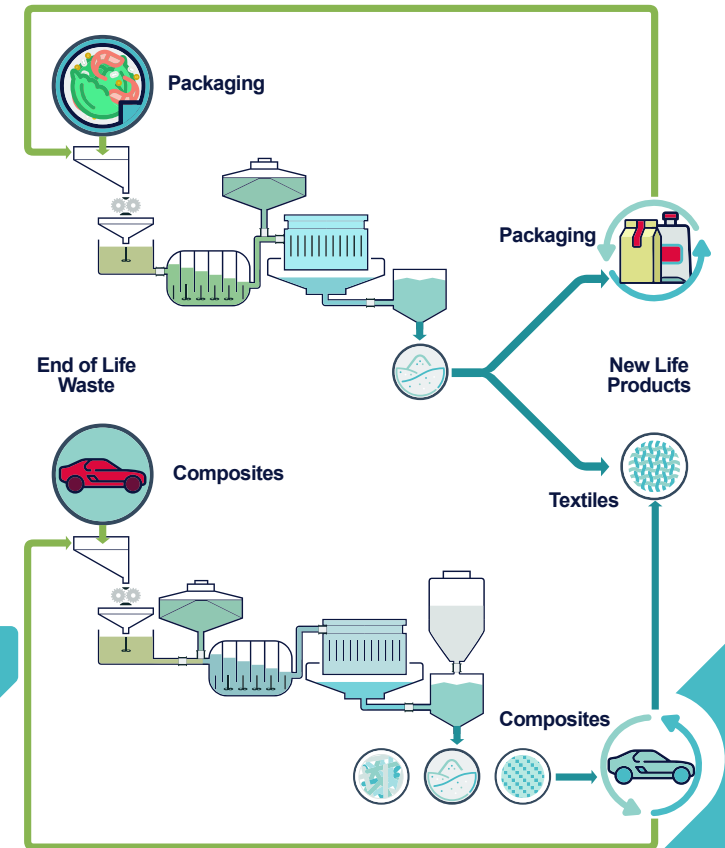 Packaging
Packaging
End of Life
Waste
New Life
Products
Composites
Textiles
Composites